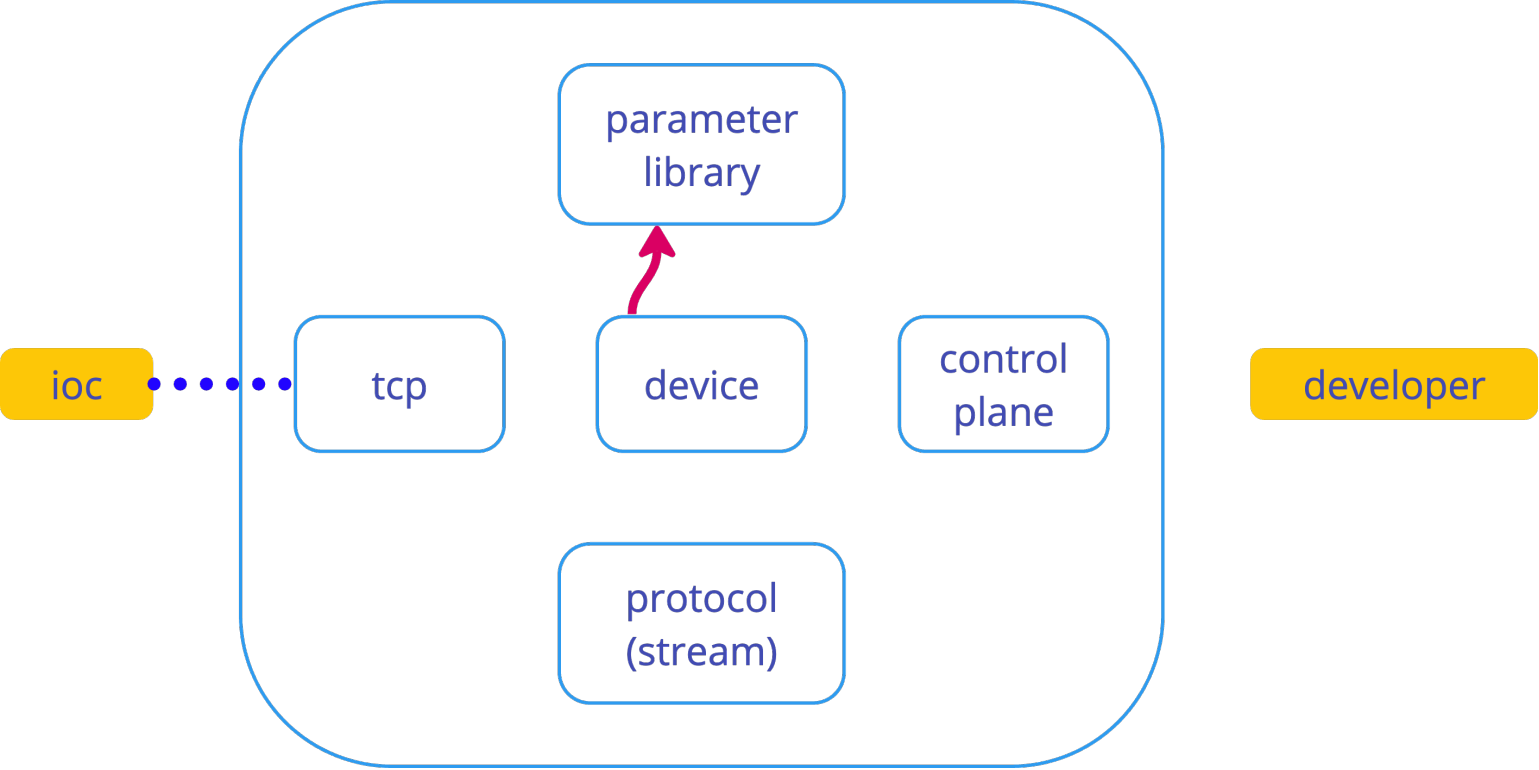 parameter
library
ioc
tcp
device
control
plane
developer
protocol
(stream)